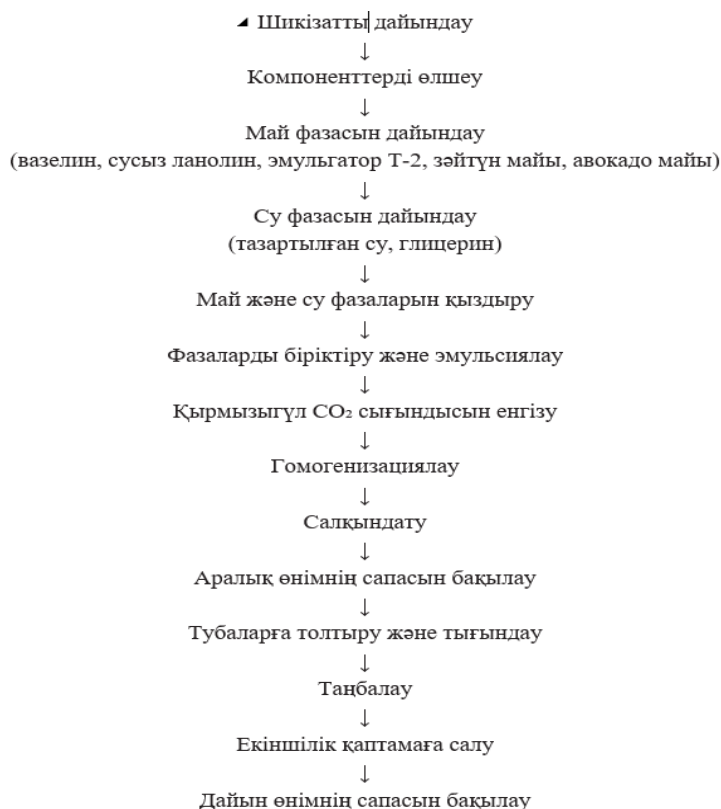 Шикізатты дайындау
↓
Компоненттерді өлшеу
↓
Май фазасын дайындау
(вазелин, сусыз ланолин, эмульгатор Т-2, зәйтүн майы, авокадо майы)
↓
Су фазасын дайындау
(тазартылған су, глицерин)
↓
Май және су фазаларын қыздыру
↓
Фазаларды біріктіру және эмульсиялау
↓
Қырмызыгүл CO₂ сығындысын енгізу
↓
Гомогенизациялау
↓
Салқындату
↓
Аралық өнімнің сапасын бақылау
↓
Тубаларға толтыру және тығындау
↓
Таңбалау
↓
Екіншілік қаптамаға салу
↓
Дайын өнімнің сапасын бақылау